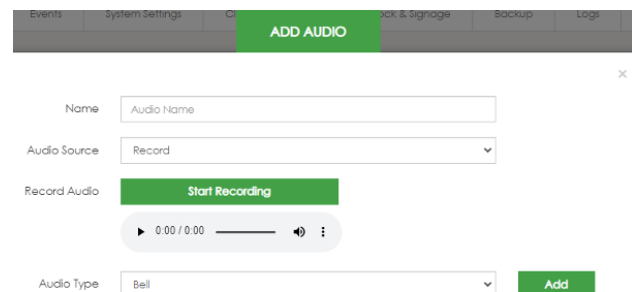 Events System Settings Cl ock & Signage Backup Logs
ADD AUDIO
×
Name Audio Name
Audio Source Record
Record Audio Start Recording
0:00 / 0:00
Audio Type Bell Add